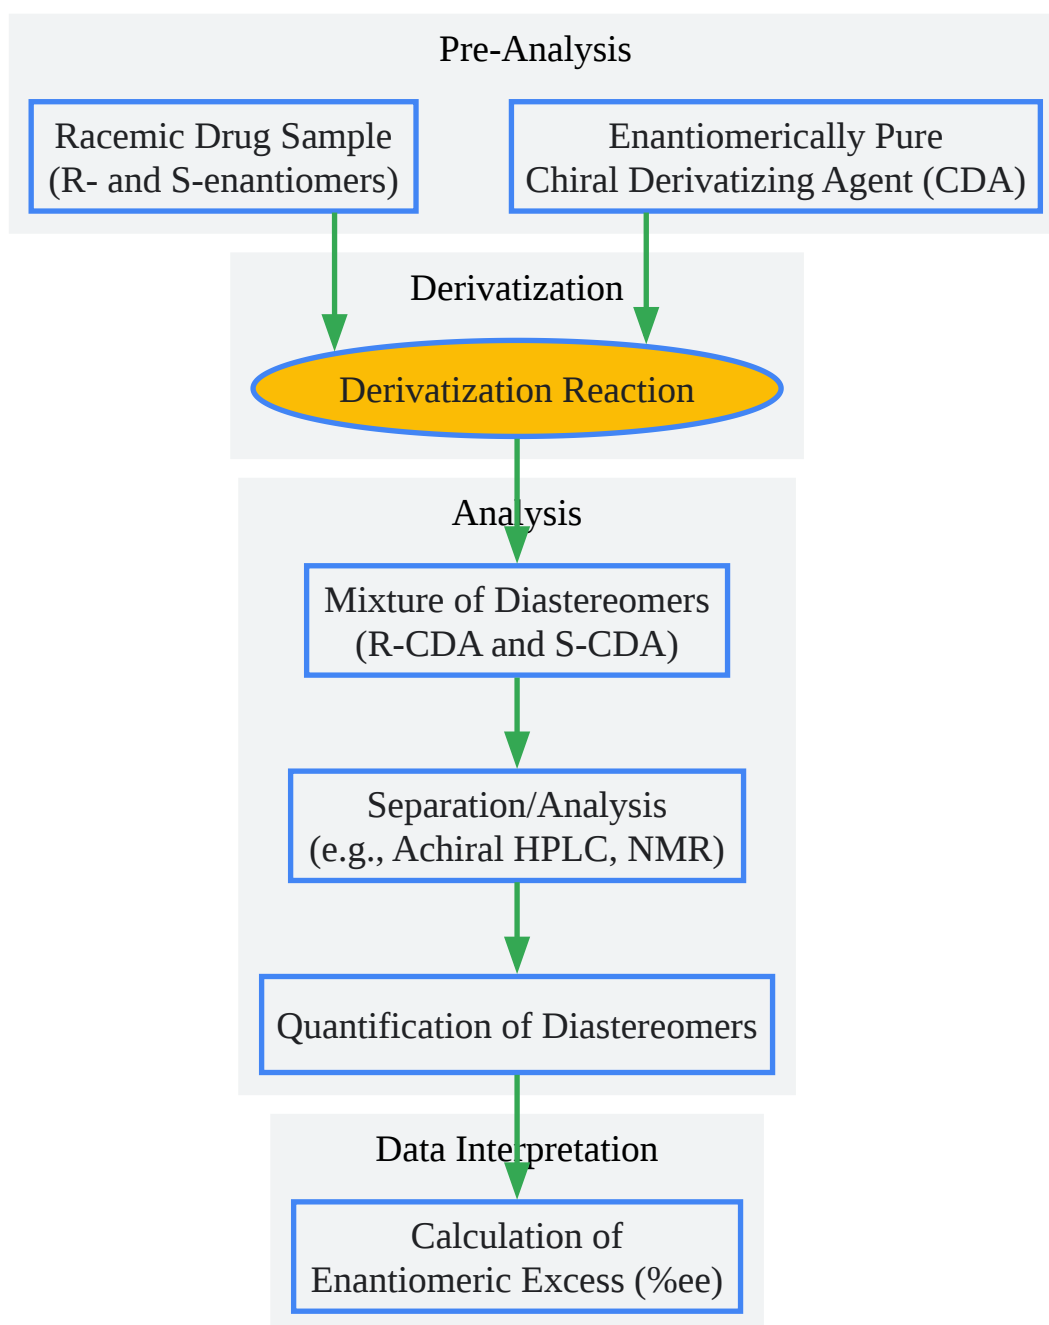 Pre-Analysis
Racemic Drug Sample
(R- and S-enantiomers)
Enantiomerically Pure
Chiral Derivatizing Agent (CDA)
Derivatization
Derivatization Reaction
Analysis
Mixture of Diastereomers
(R-CDA and S-CDA)
Separation/Analysis
(e.g., Achiral HPLC, NMR)
Quantification of Diastereomers
Data Interpretation
Calculation of
Enantiomeric Excess (%ee)